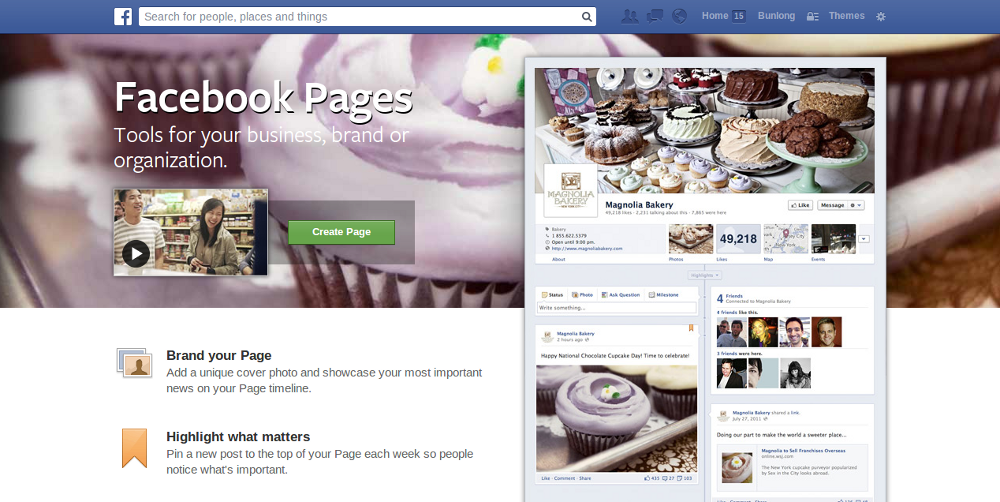 f
Search for people, places and things
Home 15 Bunlong Themes
Facebook Pages
Tools for your business, brand or
organization.
Create Page
Brand your Page
Add a unique cover photo and showcase your most important
news on your Page timeline.
Highlight what matters
Pin a new post to the top of your Page each week so people
notice what's important.
MAGNOLIA
BAKERY
NEW YORK CITY
Magnolia Bakery
49,218 likes · 2,231 talking about this · 7,865 were here
Like
Message
Bakery
1 855.622.5379
Open until 9:00 pm.
http://www.magnoliabakery.com
About
Photos
49,218
Likes
Map
Events
Highlights
Status Photo Ask Question Milestone
Write something...
Magnolia Bakery
2 hours ago
Happy National Chocolate Cupcake Day! Time to celebrate!
Like · Comment · Share 435 27 103
4 Friends
Connected to Magnolia Bakery
4 friends like this.
3 friends were here.
Magnolia Bakery shared a link.
July 27, 2011
Doing our part to make the world a sweeter place...
Magnolia to Sell Franchises Overseas
online.wsj.com
The New York cupcake purveyor popularized
by Sex in the City looks abroad.
Like · Comment · Share